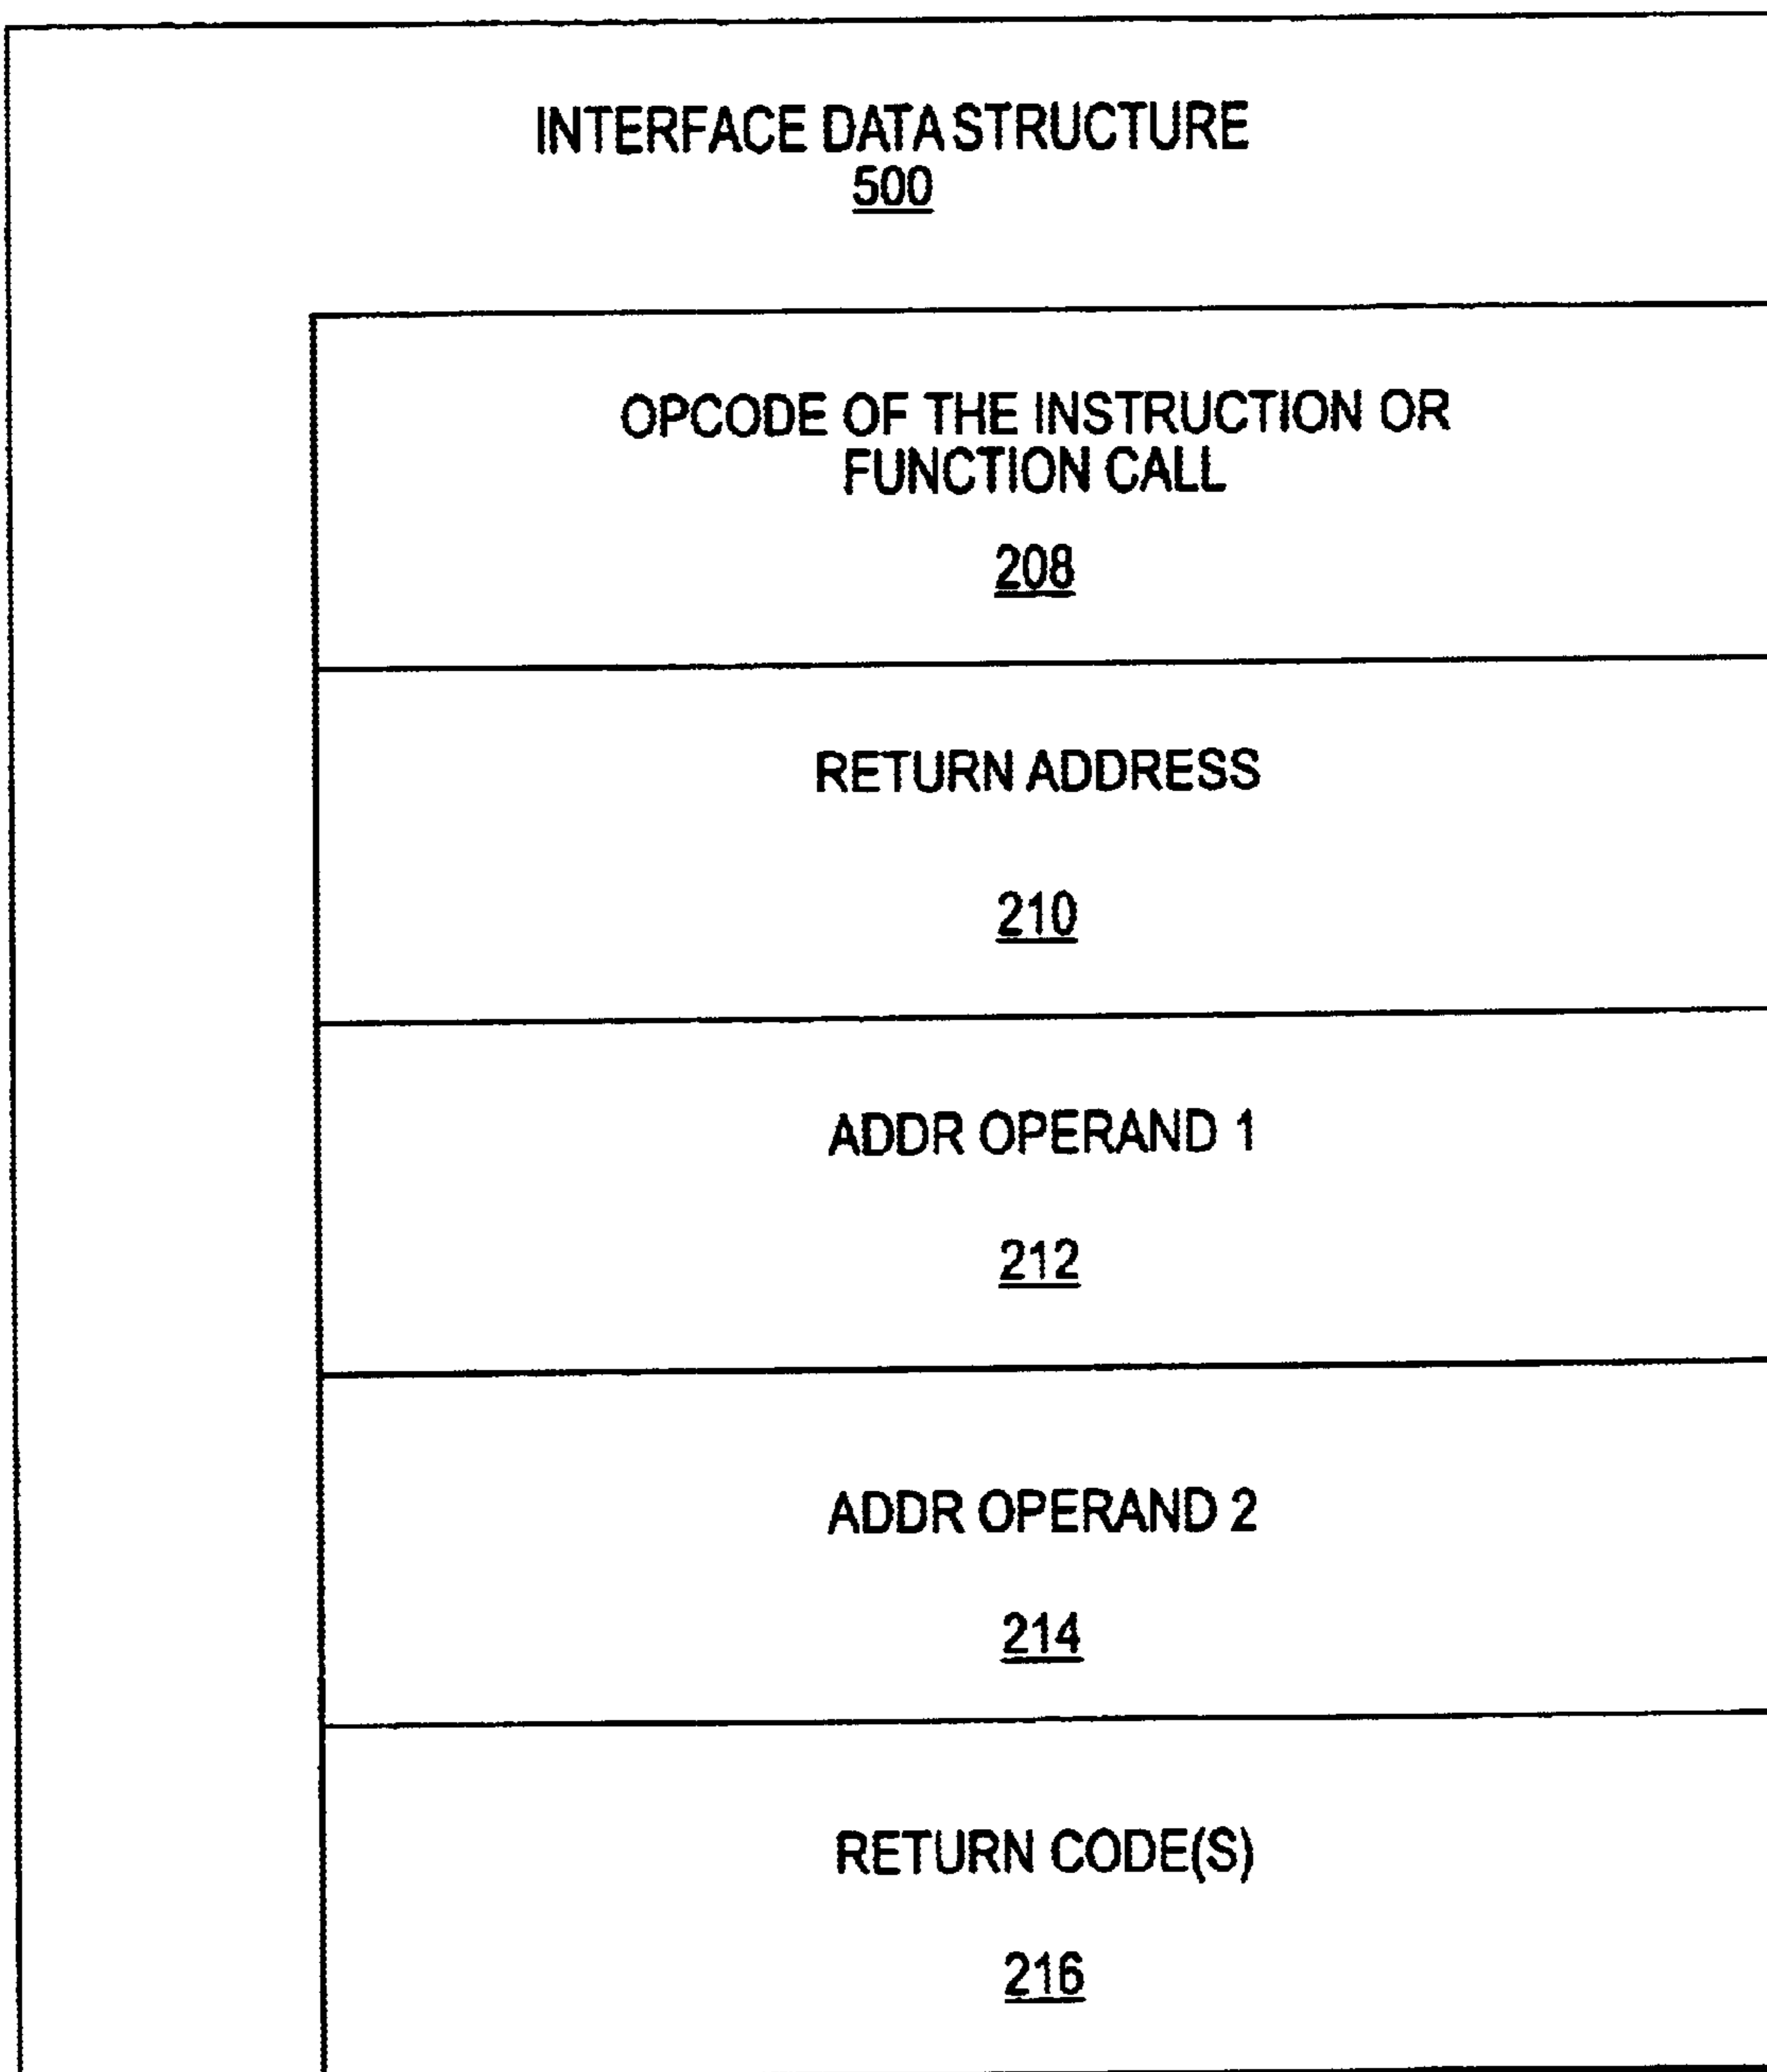 INTERFACE DATA STRUCTURE
500
OPCODE OF THE INSTRUCTION OR
FUNCTION CALL
208
RETURN ADDRESS
210
ADDR OPERAND 1
212
ADDR OPERAND 2
214
RETURN CODE(S)
216